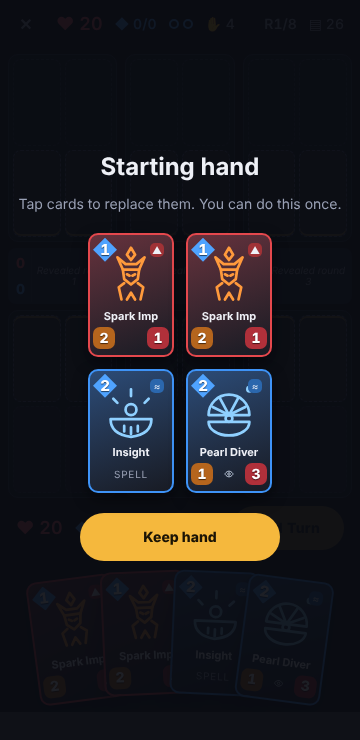 ✕ ❤ 20 0/0 4 R1/8 26
Starting hand
Tap cards to replace them. You can do this once.
1 1
Spark Imp Spark Imp
2 1 2 1
2 ≈ 2 ≈
Insight Pearl Diver
SPELL 1 3
0
0
20 Turn
Keep hand
1 1 2 2
Spark Imp Spark Imp Insight Pearl Diver
2 2 SPELL 1 3